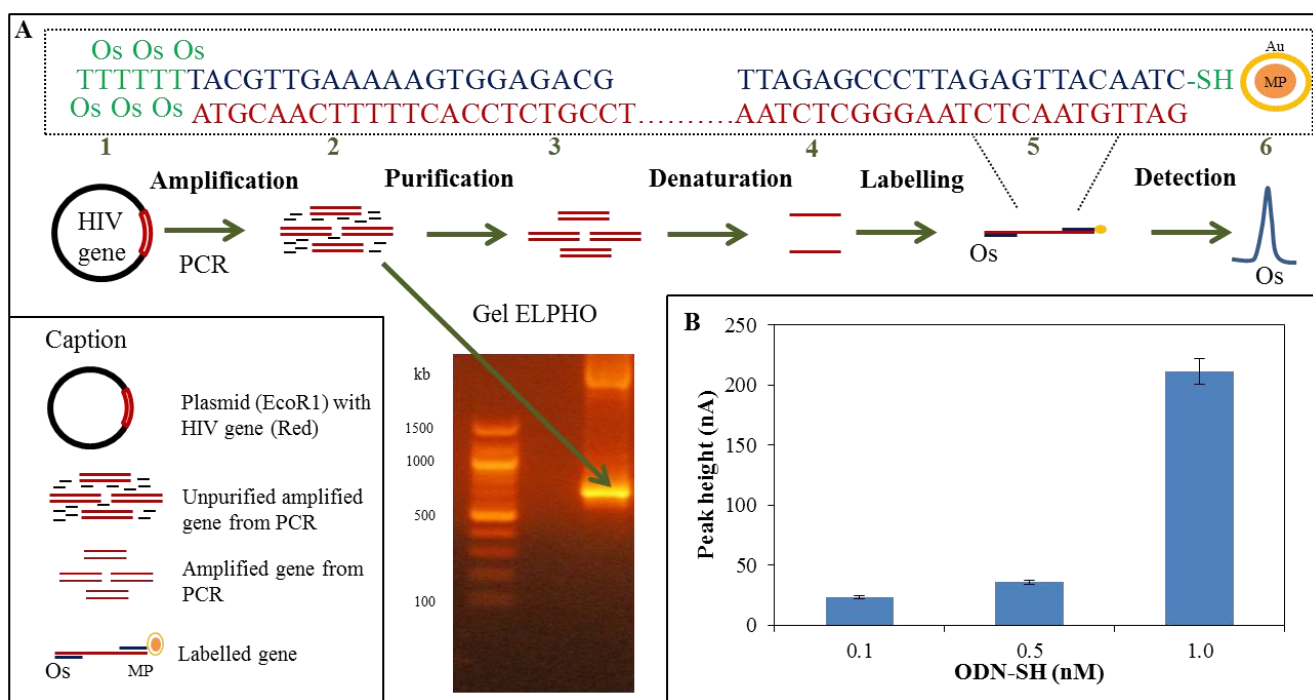 A
Os Os Os
TTTTTTTACGTTGAAAAAGTGGAGACG TTAGAGCCCTTAGAGTTACAATC-SH
Au
MP
Os Os Os ATGCAACTTTTTCACCTCTGCCT..........AATCTCGGGAATCTCAATGTTAG
1 2 3 4 5 6
Amplification Purification Denaturation Labelling Detection
HIV
gene
PCR
Os
Os
Gel ELPHO
kb
1500
1000
500
100
Caption
Plasmid (EcoR1) with
HIV gene (Red)
Unpurified amplified
gene from PCR
Amplified gene from
PCR
Labelled gene
Os
MP
B
Peak height (nA)
250
200
150
100
50
0
0.1 0.5 1.0
ODN-SH (nM)